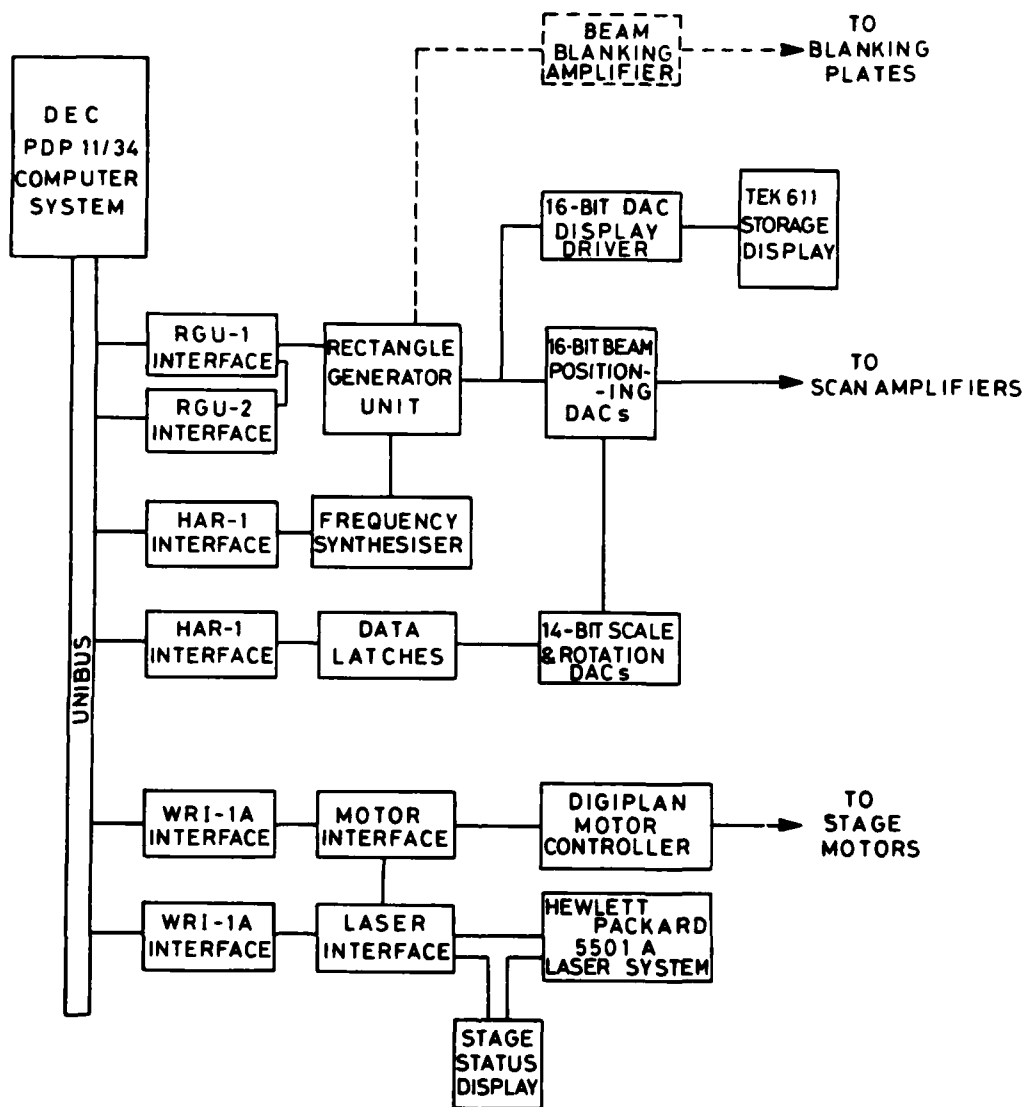 BEAM
BLANKING
AMPLIFIER
TO
BLANKING
PLATES
DEC
PDP 11/34
COMPUTER
SYSTEM
16-BIT DAC
DISPLAY
DRIVER
TEK 611
STORAGE
DISPLAY
RGU-1
INTERFACE
RECTANGLE
GENERATOR
UNIT
16-BIT BEAM
POSITION-
-ING
DACs
TO
SCAN AMPLIFIERS
RGU-2
INTERFACE
HAR-1
INTERFACE
FREQUENCY
SYNTHESISER
HAR-1
INTERFACE
DATA
LATCHES
14-BIT SCALE
& ROTATION
DACs
UNIBUS
WRI-1A
INTERFACE
MOTOR
INTERFACE
DIGIPLAN
MOTOR
CONTROLLER
TO
STAGE
MOTORS
WRI-1A
INTERFACE
LASER
INTERFACE
HEWLETT
PACKARD
5501 A
LASER SYSTEM
STAGE
STATUS
DISPLAY